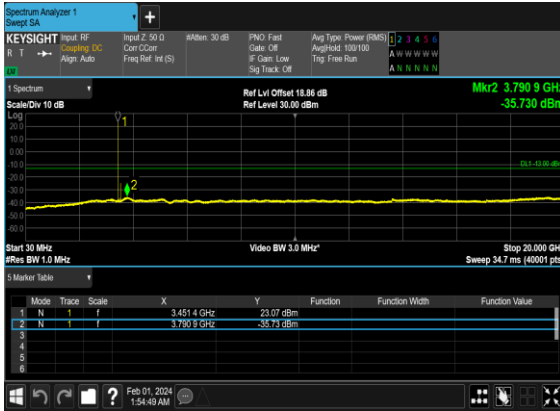 Spectrum Analyzer 1
Swept SA
+
KEYSIGHT Input: RF Input Z: 50 Ω #Atten: 30 dB PNO: Fast Avg Type: Power (RMS) 1 2 3 4 5 6
R T Coupling: DC Corr CCorr Gate: Off Avg|Hold: 100/100 A W W W W W
Align: Auto Freq Ref: Int (S) IF Gain: Low Trig: Free Run
Sig Track: Off A N N N N N
1 Spectrum Ref Lvl Offset 18.86 dB Mkr2 3.790 9 GHz
Scale/Div 10 dB Ref Level 30.00 dBm -35.730 dBm
Log
1
20.0
10.0
0.00
-10.0
DL1 -13.00 dBm
-20.0
2
-30.0
-40.0
-50.0
-60.0
Start 30 MHz Video BW 3.0 MHz* Stop 20.000 GH
#Res BW 1.0 MHz Sweep 34.7 ms (40001 pts
5 Marker Table
Mode Trace Scale X Y Function Function Width Function Value
1 N 1 f 3.451 4 GHz 23.07 dBm
2 N 1 f 3.790 9 GHz -35.73 dBm
3
4
5
6
? Feb 01, 2024
1:54:49 AM